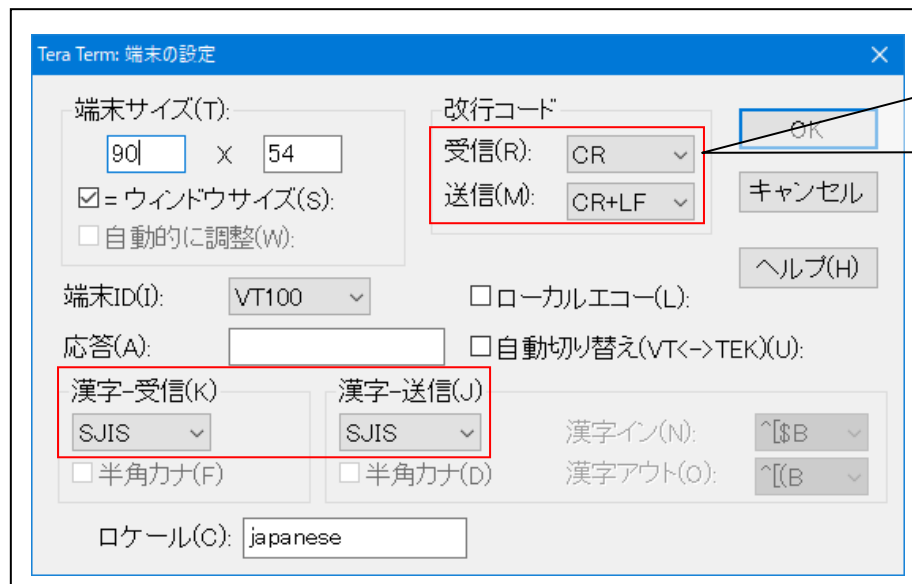 Tera Term: 端末の設定
端末サイズ(T):
90 X 54
=ウィンドウサイズ(S):
自動的に調整(W):
改行コード
受信(R): CR
送信(M): CR+LF
OK
キャンセル
ヘルプ(H)
端末ID(I): VT100
ローカルエコー(L):
応答(A):
自動切り替え(VT<->TEK)(U):
漢字-受信(K)
SJIS
半角カナ(F)
漢字-送信(J)
SJIS
半角カナ(D)
漢字イン(N): ^[$B
漢字アウト(O): ^[(B
ロケール(C): japanese